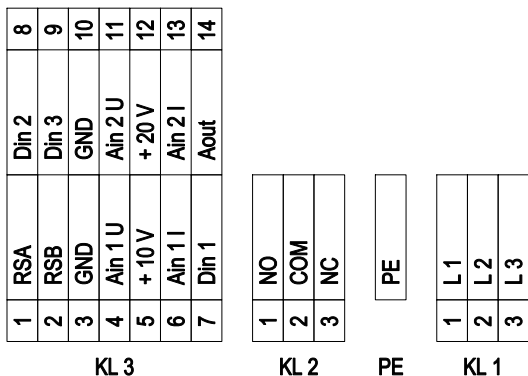 8 9 10 11 12 13 14
Din 2 Din 3 GND Ain 2 U + 20 V Ain 2 I Aout
RSA RSB GND Ain 1 U + 10 V Ain 1 I Din 1
1 2 3 4 5 6 7
KL 3
NO COM NC
1 2 3
KL 2
PE
PE
L 1 L 2 L 3
1 2 3
KL 1